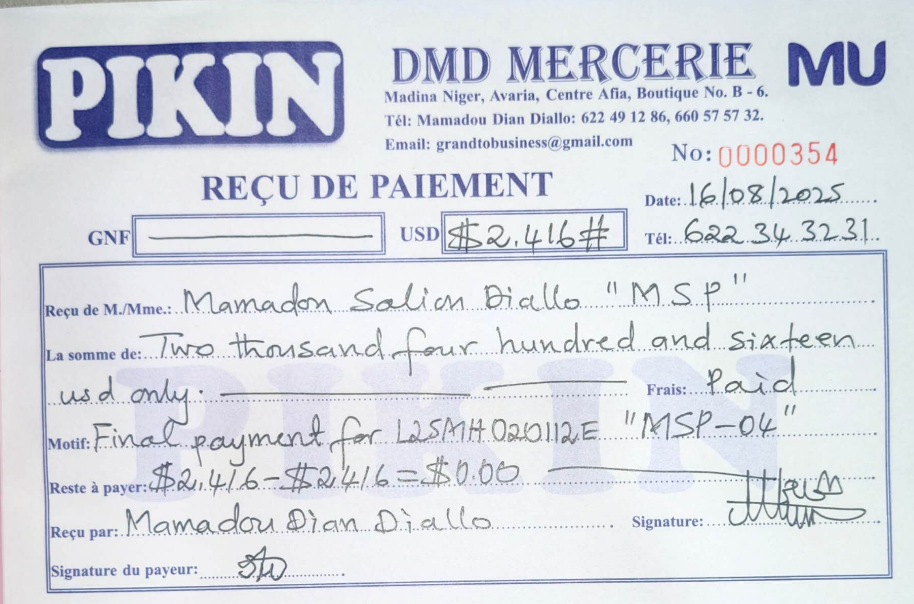 PIKIN
DMD MERCERIE
MU
Madina Niger, Avaria, Centre Afia, Boutique No. B - 6.
Tél: Mamadou Dian Diallo: 622 49 12 86, 660 57 57 32.
Email: grandtobusiness@gmail.com
No: 0000354
REÇU DE PAIEMENT
Date: 16/08/2025
GNF
USD $2.416#
Tél: 622 34 32 31
Reçu de M./Mme.: Mamadou Saliou Diallo "MSP"
La somme de: Two thousand four hundred and sixteen
usd only.
Frais: Paid
Motif: Final payment for L25MH020112E "MSP-04"
Reste à payer: $2.416-$2.416=$0.00
Reçu par: Mamadou Dian Diallo
Signature:
Signature du payeur:
PIKIN